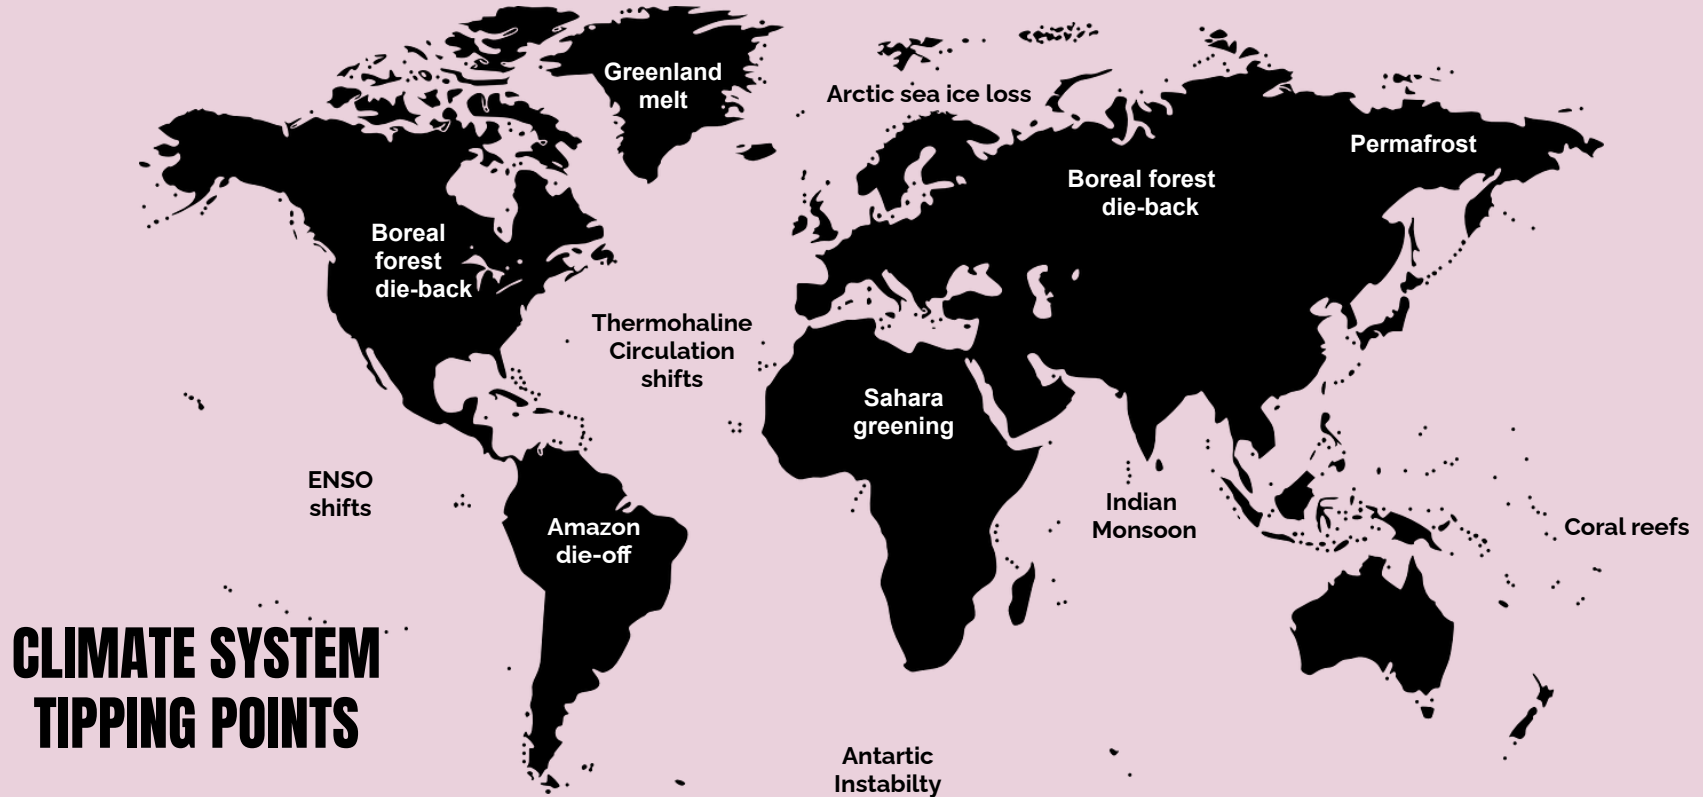 Greenland
melt
Arctic sea ice loss
Permafrost
Boreal forest
die-back
Boreal
forest
die-back
Thermohaline
Circulation
shifts
Sahara
greening
ENSO
shifts
Amazon
die-off
Indian
Monsoon
Coral reefs
CLIMATE SYSTEM
TIPPING POINTS
Antartic
Instabilty